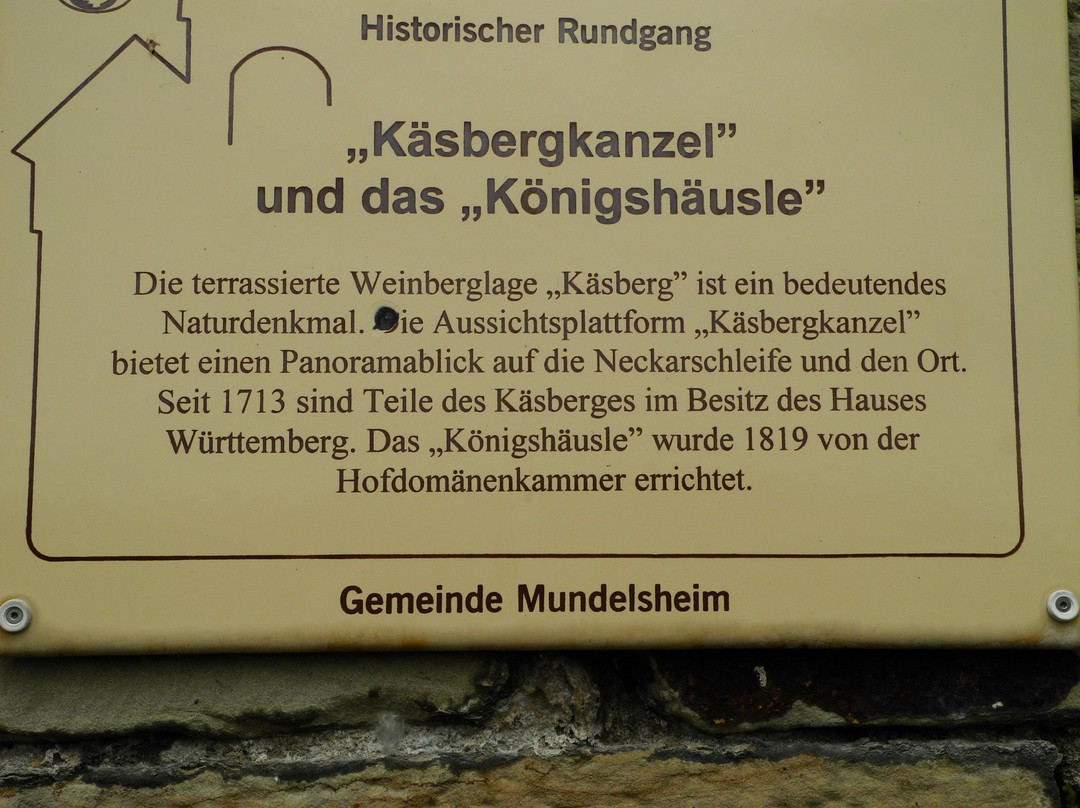 Historischer Rundgang
„Käsbergkanzel”
und das „Königshäusle”
Die terrassierte Weinberglage „Käsberg” ist ein bedeutendes
Naturdenkmal. Die Aussichtsplattform „Käsbergkanzel”
bietet einen Panoramablick auf die Neckarschleife und den Ort.
Seit 1713 sind Teile des Käsberges im Besitz des Hauses
Württemberg. Das „Königshäusle” wurde 1819 von der
Hofdomänenkammer errichtet.
Gemeinde Mundelsheim